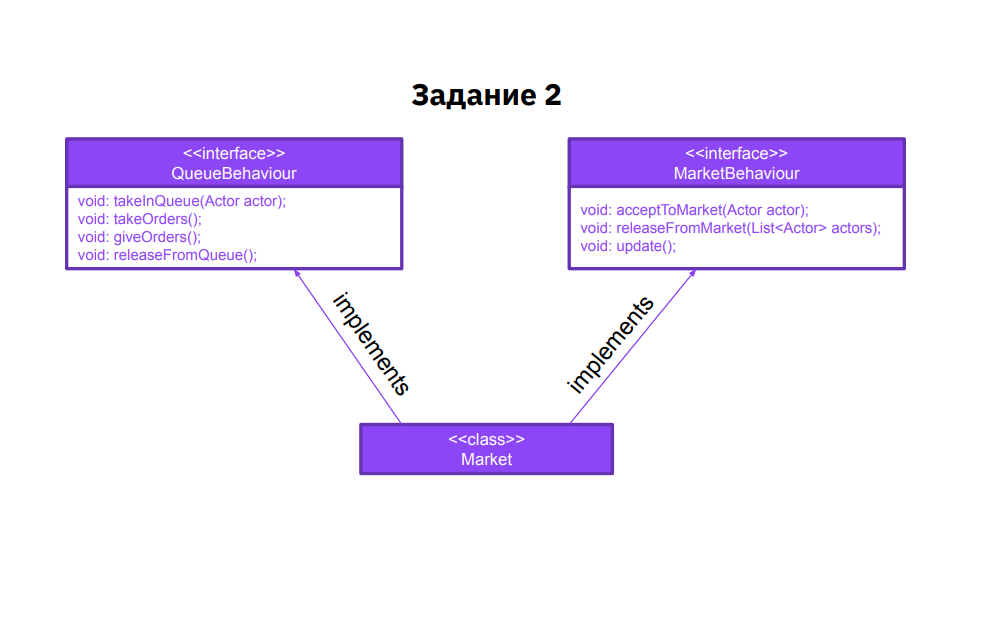 Задание 2
<<interface>>
QueueBehaviour
void: takeInQueue(Actor actor);
void: takeOrders();
void: giveOrders();
void: releaseFromQueue();
<<interface>>
MarketBehaviour
void: acceptToMarket(Actor actor);
void: releaseFromMarket(List<Actor> actors);
void: update();
implements
implements
<<class>>
Market